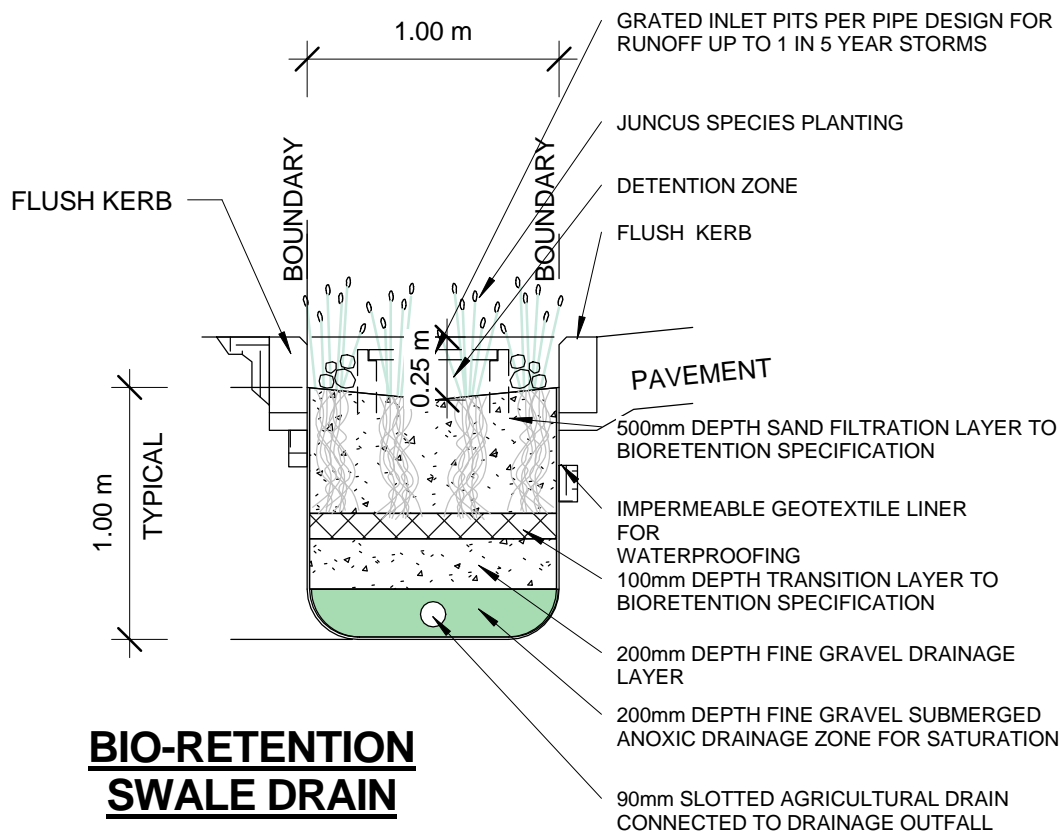 1.00 m
GRATED INLET PITS PER PIPE DESIGN FOR
RUNOFF UP TO 1 IN 5 YEAR STORMS
JUNCUS SPECIES PLANTING
BOUNDARY
BOUNDARY
DETENTION ZONE
FLUSH KERB
FLUSH KERB
0.25 m
PAVEMENT
500mm DEPTH SAND FILTRATION LAYER TO
BIORETENTION SPECIFICATION
1.00 m
TYPICAL
IMPERMEABLE GEOTEXTILE LINER
FOR
WATERPROOFING
100mm DEPTH TRANSITION LAYER TO
BIORETENTION SPECIFICATION
200mm DEPTH FINE GRAVEL DRAINAGE
LAYER
200mm DEPTH FINE GRAVEL SUBMERGED
ANOXIC DRAINAGE ZONE FOR SATURATION
90mm SLOTTED AGRICULTURAL DRAIN
CONNECTED TO DRAINAGE OUTFALL
BIO-RETENTION
SWALE DRAIN